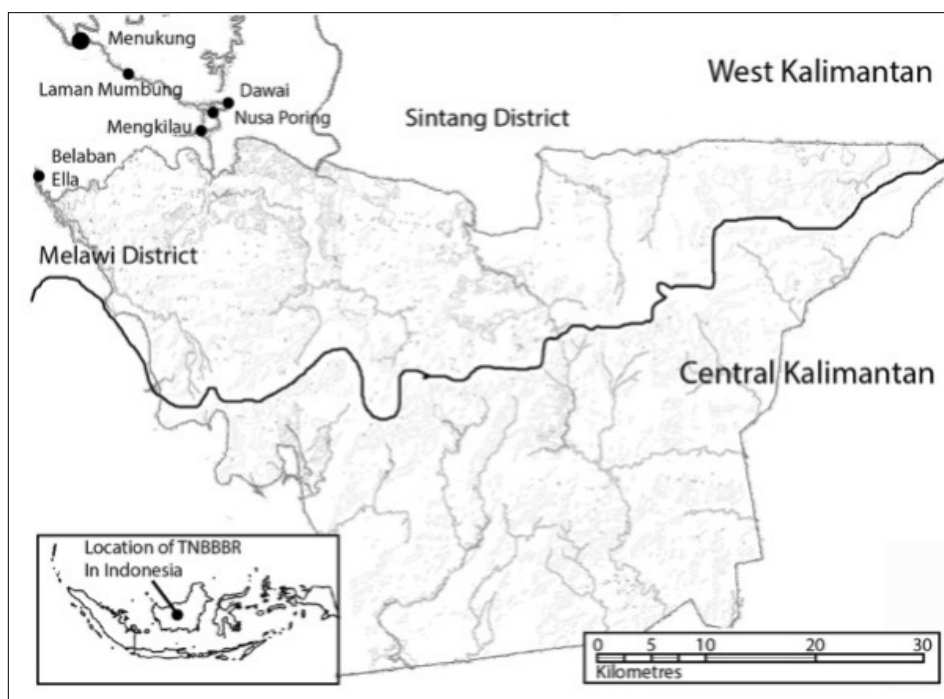 Menukung
West Kalimantan
Laman Mumbung
Dawai
Nusa Poring
Sintang District
Mengkilau
Belaban
Ella
Melawi District
Central Kalimantan
Location of TNBBBR
In Indonesia
0 5 10 20 30
Kilometres